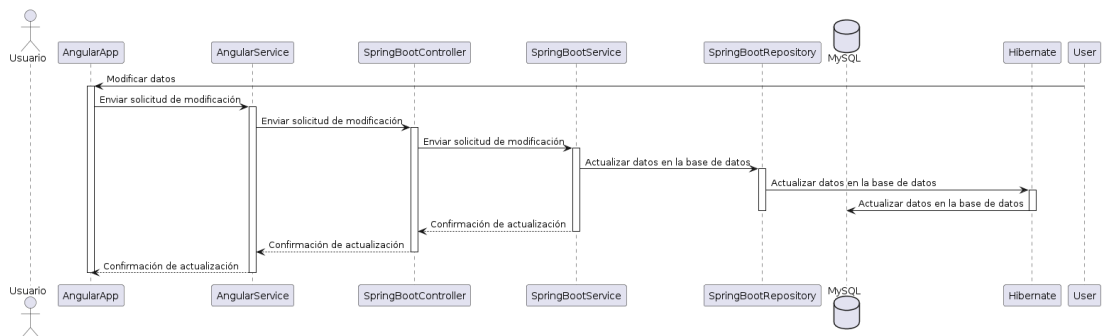 Usuario
AngularApp
AngularService
SpringBootController
SpringBootService
SpringBootRepository
MySQL
Hibernate
User
Modificar datos
Enviar solicitud de modificación
Enviar solicitud de modificación
Enviar solicitud de modificación
Actualizar datos en la base de datos
Actualizar datos en la base de datos
Actualizar datos en la base de datos
Confirmación de actualización
Confirmación de actualización
Confirmación de actualización
Usuario
AngularApp
AngularService
SpringBootController
SpringBootService
SpringBootRepository
MySQL
Hibernate
User